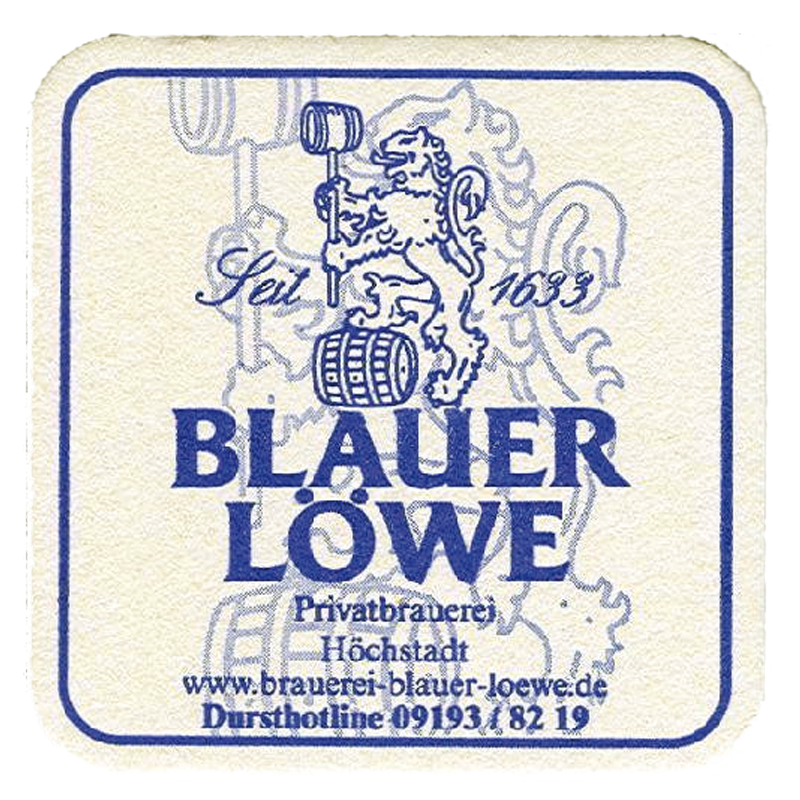 Seit 1633
BLAUER
LÖWE
Privatbrauerei
Höchstadt
www.brauerei-blauer-loewe.de
Dursthotline 09193 / 82 19